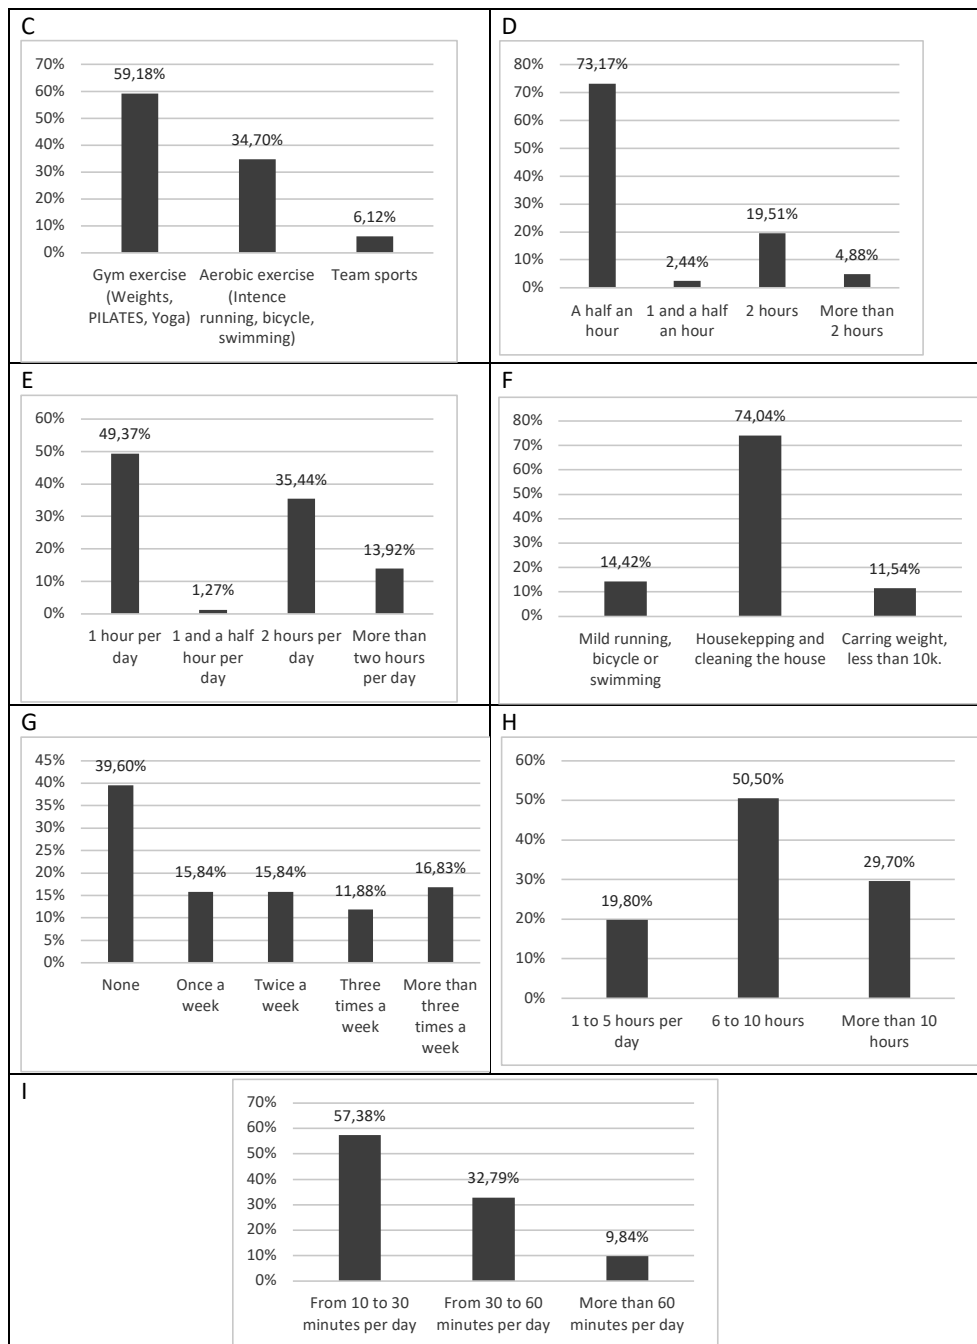 C
70%
60%
50%
40%
30%
20%
10%
0%
59,18%
34,70%
6,12%
Gym exercise
(Weights,
PILATES, Yoga)
Aerobic exercise
(Intence
running, bicycle,
swimming)
Team sports
D
80%
70%
60%
50%
40%
30%
20%
10%
0%
73,17%
2,44%
19,51%
4,88%
A half an
hour
1 and a half
an hour
2 hours
More than
2 hours
E
60%
50%
40%
30%
20%
10%
0%
49,37%
1,27%
35,44%
13,92%
1 hour per
day
1 and a half
hour per
day
2 hours per
day
More than
two hours
per day
F
80%
70%
60%
50%
40%
30%
20%
10%
0%
14,42%
74,04%
11,54%
Mild running,
bicycle or
swimming
Housekepping and
cleaning the house
Carring weight,
less than 10k.
G
45%
40%
35%
30%
25%
20%
15%
10%
5%
0%
39,60%
15,84%
15,84%
11,88%
16,83%
None
Once a
week
Twice a
week
Three
times a
week
More than
three
times a
week
H
60%
50%
40%
30%
20%
10%
0%
19,80%
50,50%
29,70%
1 to 5 hours per
day
6 to 10 hours
More than 10
hours
I
70%
60%
50%
40%
30%
20%
10%
0%
57,38%
32,79%
9,84%
From 10 to 30
minutes per day
From 30 to 60
minutes per day
More than 60
minutes per day